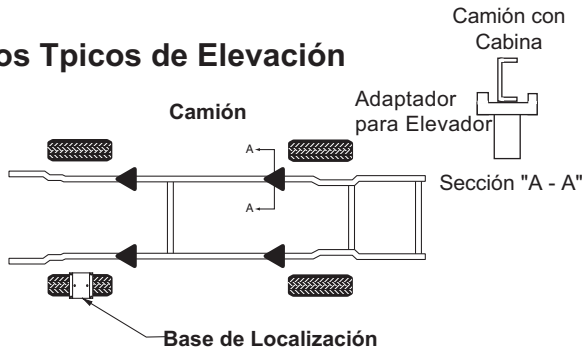 os Tpicos de Elevación
Camión con
Cabina
Camión
Adaptador
para Elevador
A
A
Sección "A - A"
Base de Localización